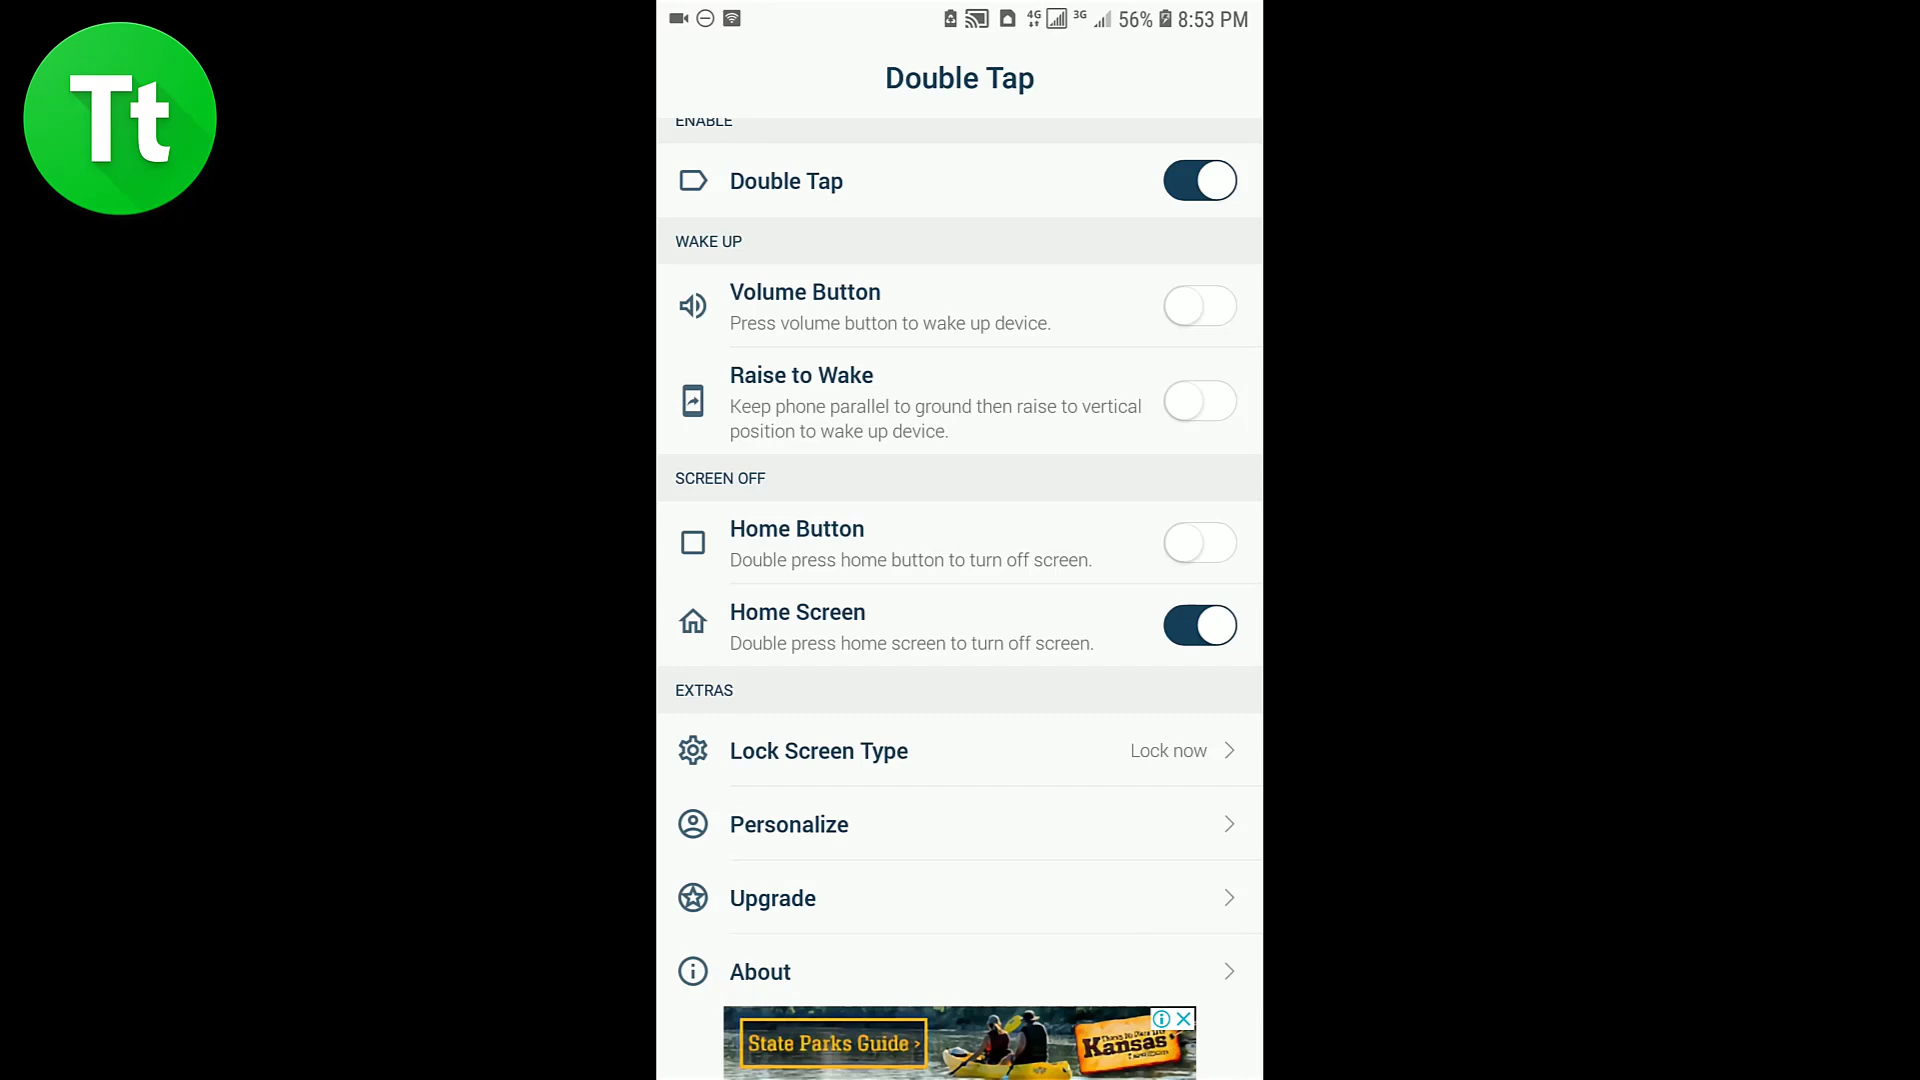 Tt
4G 3G 56% 8:53 PM
Double Tap
ENABLE
Double Tap
WAKE UP
Volume Button
Press volume button to wake up device.
Raise to Wake
Keep phone parallel to ground then raise to vertical
position to wake up device.
SCREEN OFF
Home Button
Double press home button to turn off screen.
Home Screen
Double press home screen to turn off screen.
EXTRAS
Lock Screen Type Lock now
Personalize
Upgrade
About
State Parks Guide ›
Kansas